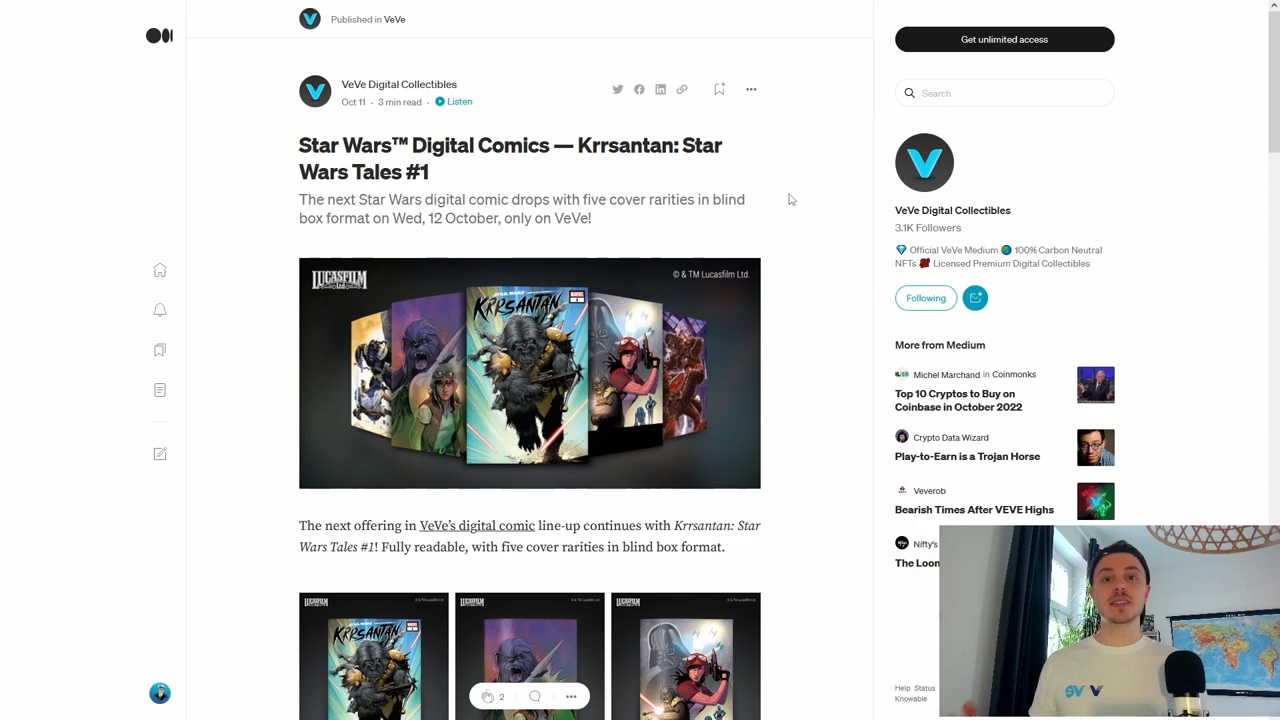 Published in VeVe
Get unlimited access
VeVe Digital Collectibles
Oct 11 · 3 min read · Listen
Search
Star Wars™ Digital Comics — Krrsantan: Star
Wars Tales #1
The next Star Wars digital comic drops with five cover rarities in blind
box format on Wed, 12 October, only on VeVe!
LUCASFILM
Ltd.
© & TM Lucasfilm Ltd.
STAR WARS
KRRSANTAN
MARVEL
1
The next offering in VeVe's digital comic line-up continues with Krrsantan: Star
Wars Tales #1! Fully readable, with five cover rarities in blind box format.
LUCASFILM
LUCASFILM
LUCASFILM
KRRSANTAN
2
VeVe Digital Collectibles
3.1K Followers
Official VeVe Medium 100% Carbon Neutral
NFTs Licensed Premium Digital Collectibles
Following
More from Medium
Michel Marchand in Coinmonks
Top 10 Cryptos to Buy on
Coinbase in October 2022
Crypto Data Wizard
Play-to-Earn is a Trojan Horse
Veverob
Bearish Times After VEVE Highs
Nifty's
The Loon
Help Status
Knowable